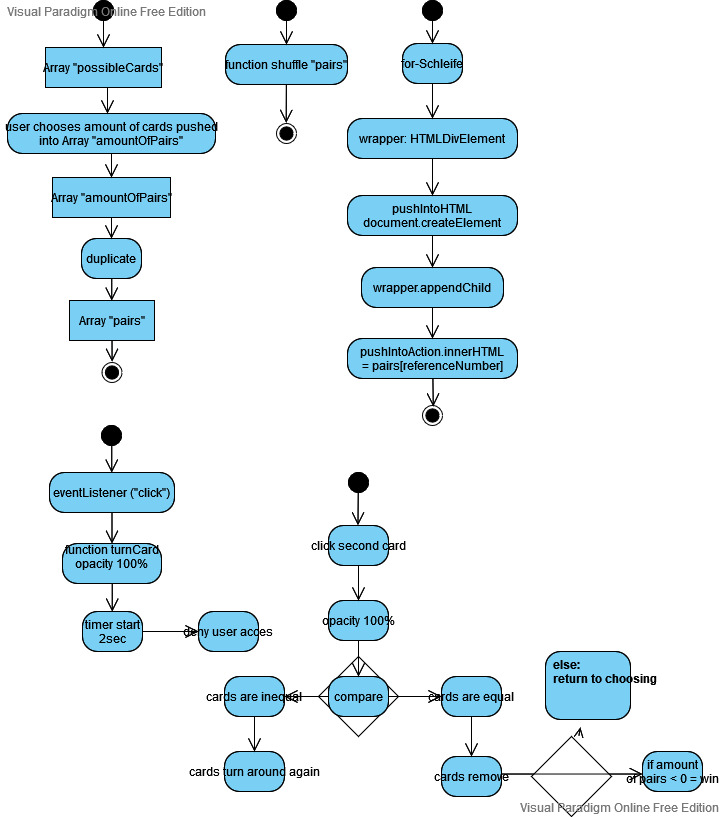 Visual Paradigm Online Free Edition
Array "possibleCards"
user chooses amount of cards pushed
into Array "amountOfPairs"
Array "amountOfPairs"
duplicate
Array "pairs"
function shuffle "pairs"
for-Schleife
wrapper: HTMLDivElement
pushIntoHTML
document.createElement
wrapper.appendChild
pushIntoAction.innerHTML
= pairs[referenceNumber]
eventListener ("click")
function turnCard
opacity 100%
timer start
2sec
deny user acces
click second card
opacity 100%
compare
cards are inequal
cards turn around again
cards are equal
cards remove
else:
return to choosing
if amount
of pairs < 0 = win
Visual Paradigm Online Free Edition